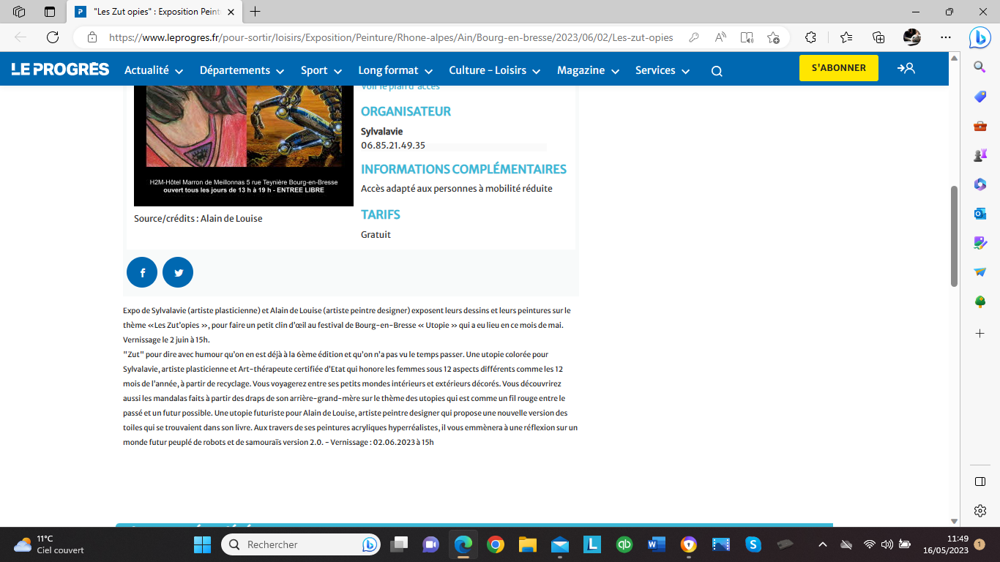 "Les Zut opies" : Exposition Peint
https://www.leprogres.fr/pour-sortir/loisirs/Exposition/Peinture/Rhone-alpes/Ain/Bourg-en-bresse/2023/06/02/Les-zut-opies
LE PROGRÈS Actualité Départements Sport Long format Culture - Loisirs Magazine Services S'ABONNER
Voir le plan d'accès
ORGANISATEUR
Sylvalavie
06.85.21.49.35
INFORMATIONS COMPLÉMENTAIRES
Accès adapté aux personnes à mobilité réduite
TARIFS
Gratuit
H2M-Hôtel Marron de Meillonnas 5 rue Teynière Bourg-en-Bresse
ouvert tous les jours de 13 h à 19 h - ENTREE LIBRE
Source/crédits : Alain de Louise
Expo de Sylvalavie (artiste plasticienne) et Alain de Louise (artiste peintre designer) exposent leurs dessins et leurs peintures sur le
thème «Les Zut'opies », pour faire un petit clin d'œil au festival de Bourg-en-Bresse « Utopie » qui a eu lieu en ce mois de mai.
Vernissage le 2 juin à 15h.
"Zut" pour dire avec humour qu'on en est déjà à la 6ème édition et qu'on n'a pas vu le temps passer. Une utopie colorée pour
Sylvalavie, artiste plasticienne et Art-thérapeute certifiée d'Etat qui honore les femmes sous 12 aspects différents comme les 12
mois de l'année, à partir de recyclage. Vous voyagerez entre ses petits mondes intérieurs et extérieurs décorés. Vous découvrirez
aussi les mandalas faits à partir des draps de son arrière-grand-mère sur le thème des utopies qui est comme un fil rouge entre le
passé et un futur possible. Une utopie futuriste pour Alain de Louise, artiste peintre designer qui propose une nouvelle version des
toiles qui se trouvaient dans son livre. Aux travers de ses peintures acryliques hyperréalistes, il vous emmènera à une réflexion sur un
monde futur peuplé de robots et de samouraïs version 2.0. - Vernissage : 02.06.2023 à 15h
11°C
Ciel couvert
Rechercher
11:49
16/05/2023
1